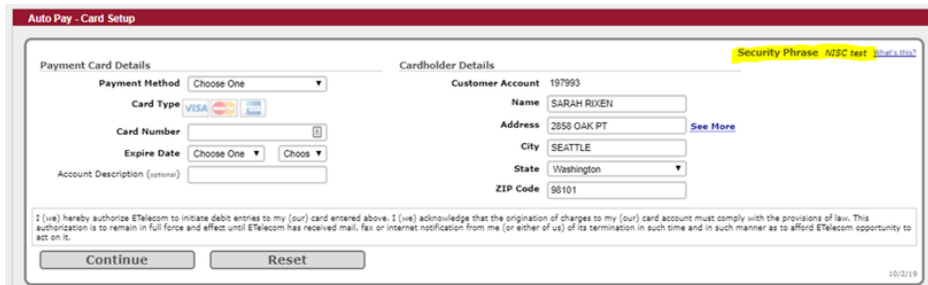 Auto Pay - Card Setup
Security Phrase NISC test What's this?
Payment Card Details
Payment Method Choose One
Card Type VISA
Card Number
Expire Date Choose One Choos
Account Description (optional)
Cardholder Details
Customer Account 197993
Name SARAH RIXEN
Address 2858 OAK PT See More
City SEATTLE
State Washington
ZIP Code 98101
I (we) hereby authorize ETelecom to initiate debit entries to my (our) card entered above. I (we) acknowledge that the origination of charges to my (our) card account must comply with the provisions of law. This
authorization is to remain in full force and effect until ETelecom has received mail, fax or internet notification from me (or either of us) of its termination in such time and in such manner as to afford ETelecom opportunity to
act on it.
Continue Reset
10/2/19